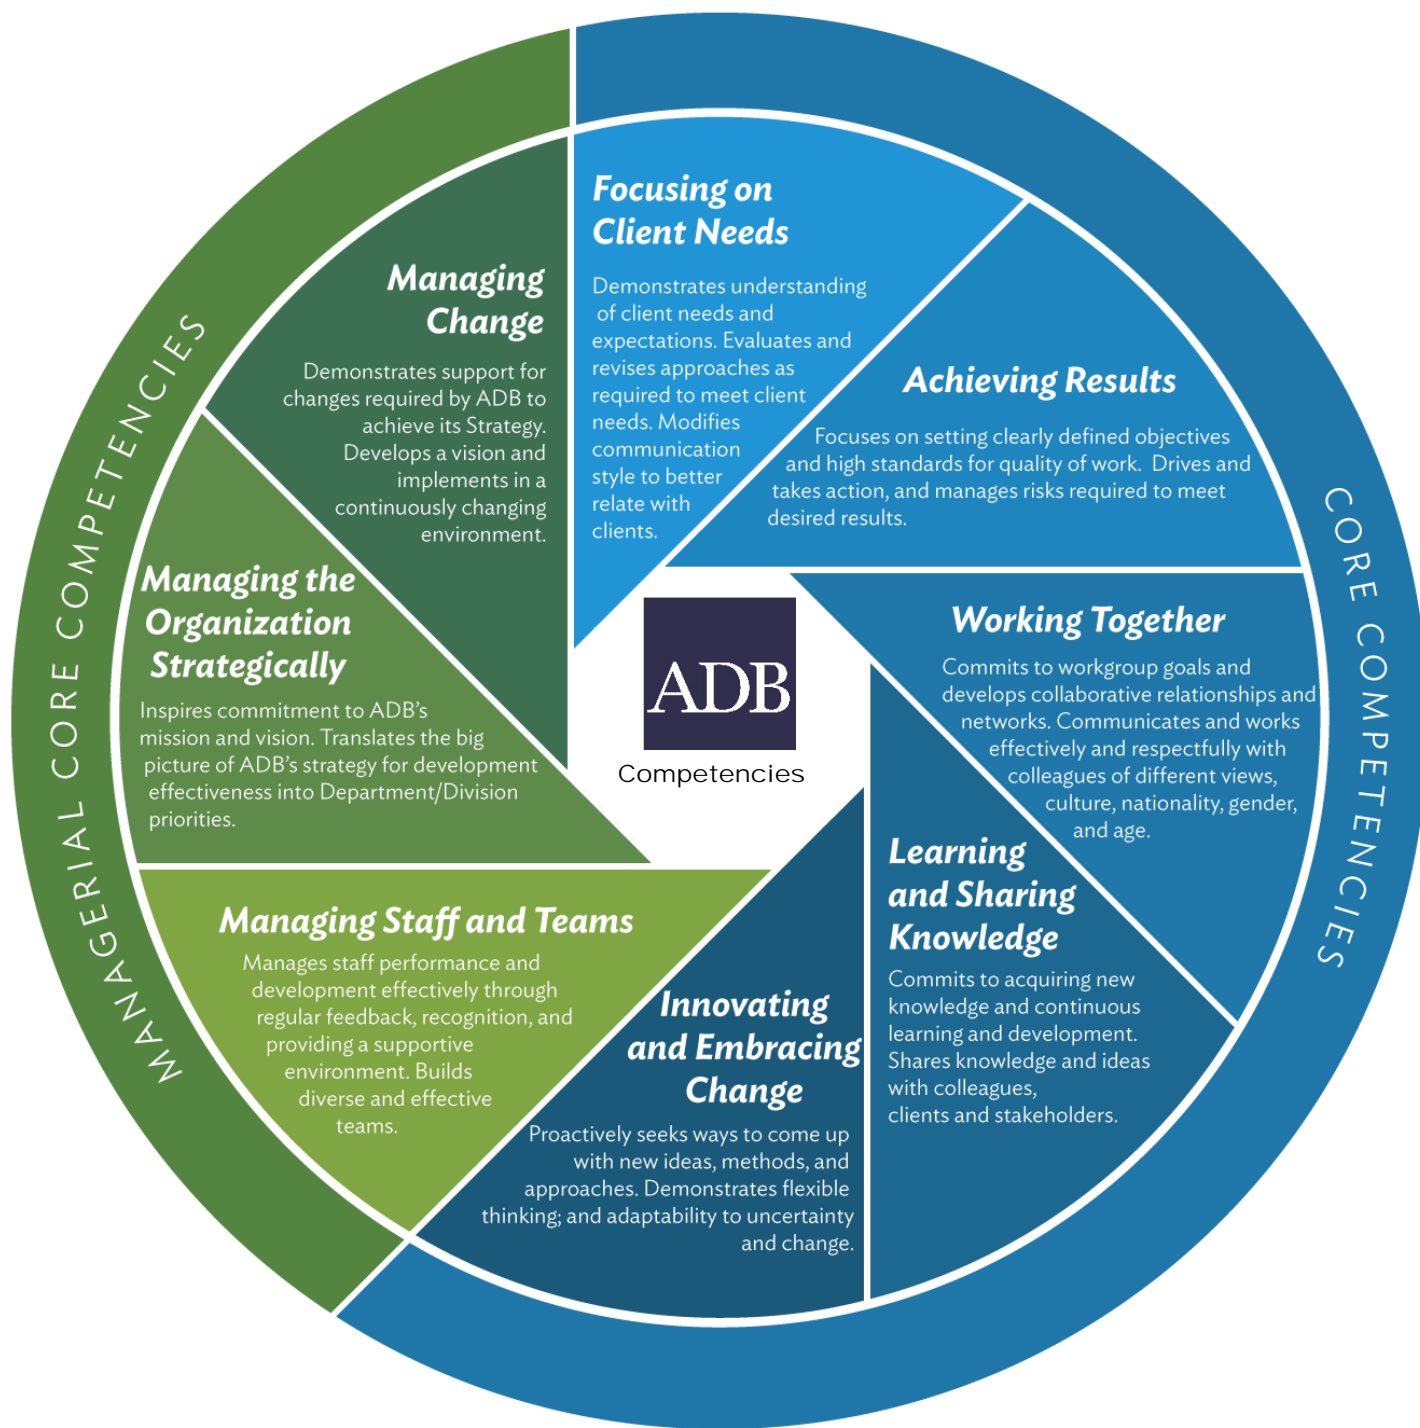 MANAGERIAL CORE COMPETENCIES
CORE COMPETENCIES
Focusing on
Client Needs
Demonstrates understanding
of client needs and
expectations. Evaluates and
revises approaches as
required to meet client
needs. Modifies
communication
style to better
relate with
clients.
Achieving Results
Focuses on setting clearly defined objectives
and high standards for quality of work. Drives and
takes action, and manages risks required to meet
desired results.
Working Together
Commits to workgroup goals and
develops collaborative relationships and
networks. Communicates and works
effectively and respectfully with
colleagues of different views,
culture, nationality, gender,
and age.
Learning
and Sharing
Knowledge
Commits to acquiring new
knowledge and continuous
learning and development.
Shares knowledge and ideas
with colleagues,
clients and stakeholders.
Innovating
and Embracing
Change
Proactively seeks ways to come up
with new ideas, methods, and
approaches. Demonstrates flexible
thinking; and adaptability to uncertainty
and change.
Managing Staff and Teams
Manages staff performance and
development effectively through
regular feedback, recognition, and
providing a supportive
environment. Builds
diverse and effective
teams.
Managing the
Organization
Strategically
Inspires commitment to ADB's
mission and vision. Translates the big
picture of ADB's strategy for development
effectiveness into Department/Division
priorities.
Managing
Change
Demonstrates support for
changes required by ADB to
achieve its Strategy.
Develops a vision and
implements in a
continuously changing
environment.
ADB
Competencies